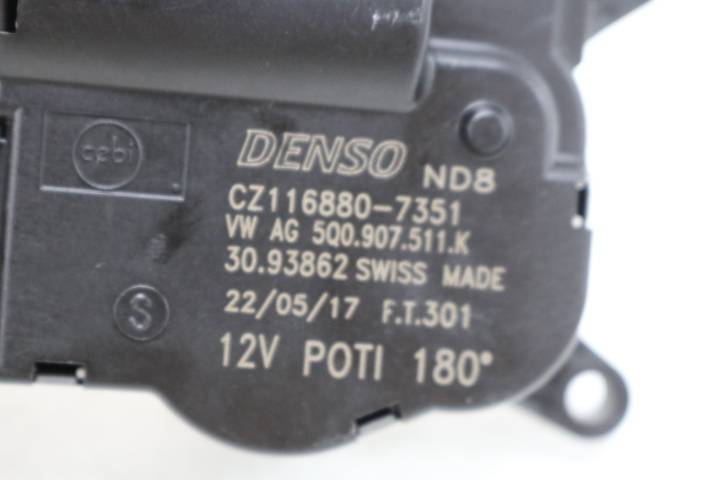 cpbi
DENSO ND8
CZ116880-7351
VW AG 5Q0.907.511.K
30.93862 SWISS MADE
S
22/05/17 F.T.301
12V POTI 180°